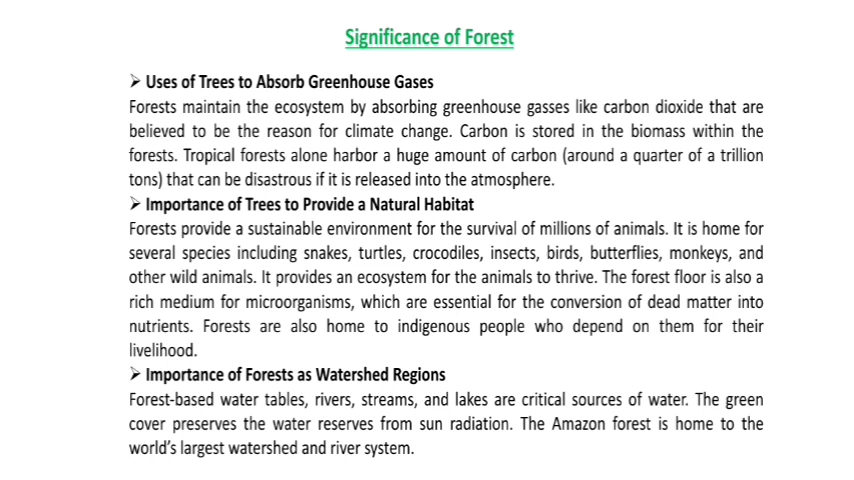 Significance of Forest
➢ Uses of Trees to Absorb Greenhouse Gases
Forests maintain the ecosystem by absorbing greenhouse gasses like carbon dioxide that are
believed to be the reason for climate change. Carbon is stored in the biomass within the
forests. Tropical forests alone harbor a huge amount of carbon (around a quarter of a trillion
tons) that can be disastrous if it is released into the atmosphere.
➢ Importance of Trees to Provide a Natural Habitat
Forests provide a sustainable environment for the survival of millions of animals. It is home for
several species including snakes, turtles, crocodiles, insects, birds, butterflies, monkeys, and
other wild animals. It provides an ecosystem for the animals to thrive. The forest floor is also a
rich medium for microorganisms, which are essential for the conversion of dead matter into
nutrients. Forests are also home to indigenous people who depend on them for their
livelihood.
➢ Importance of Forests as Watershed Regions
Forest-based water tables, rivers, streams, and lakes are critical sources of water. The green
cover preserves the water reserves from sun radiation. The Amazon forest is home to the
world's largest watershed and river system.